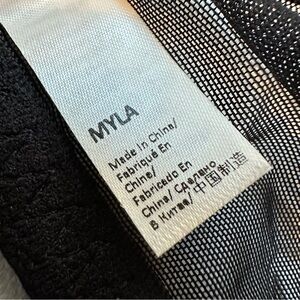 MYLA
Made In China/
Fabriqué En
Chine/
Fabricado En
China/ Сделано
в Китае/ 中国制造